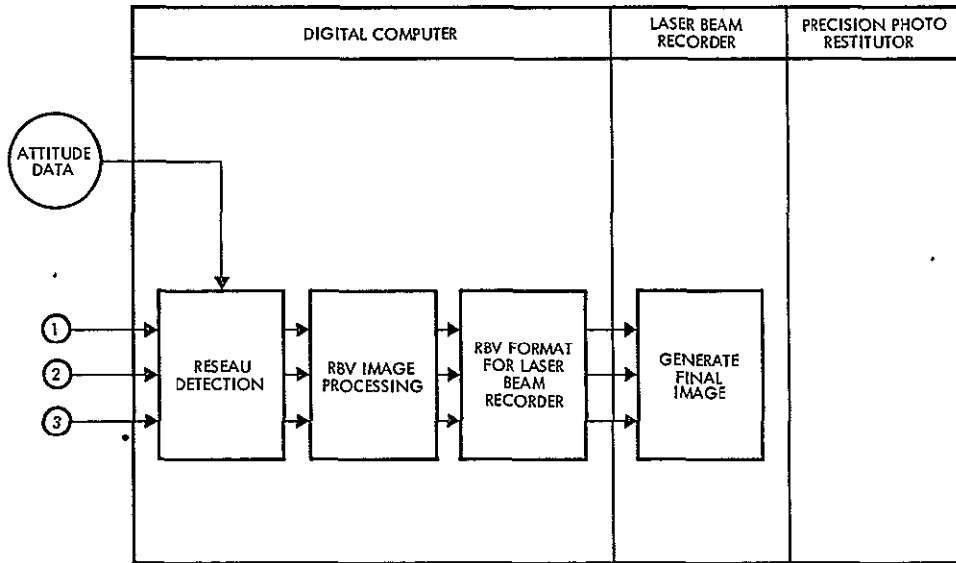 DIGITAL COMPUTER
LASER BEAM
RECORDER
PRECISION PHOTO
RESTITUTOR
ATTITUDE
DATA
1
2
3
RESEAU
DETECTION
RBV IMAGE
PROCESSING
RBV FORMAT
FOR LASER
BEAM
RECORDER
GENERATE
FINAL
IMAGE